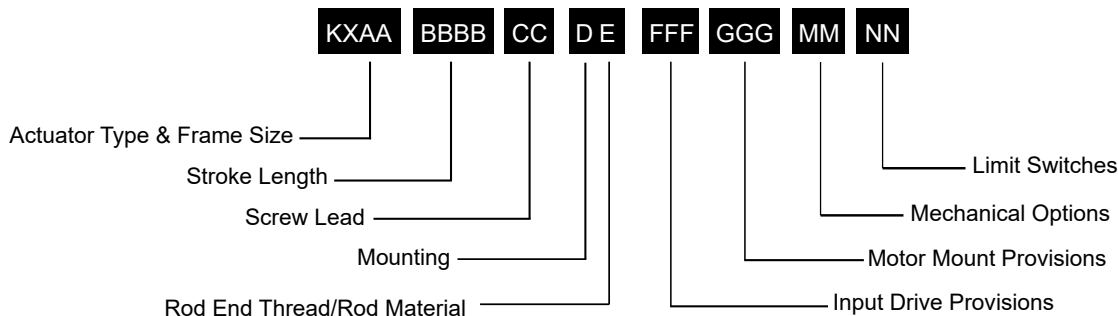 KXAA BBBB CC D E FFF GGG MM NN
Actuator Type & Frame Size
Stroke Length
Screw Lead
Mounting
Rod End Thread/Rod Material
Limit Switches
Mechanical Options
Motor Mount Provisions
Input Drive Provisions